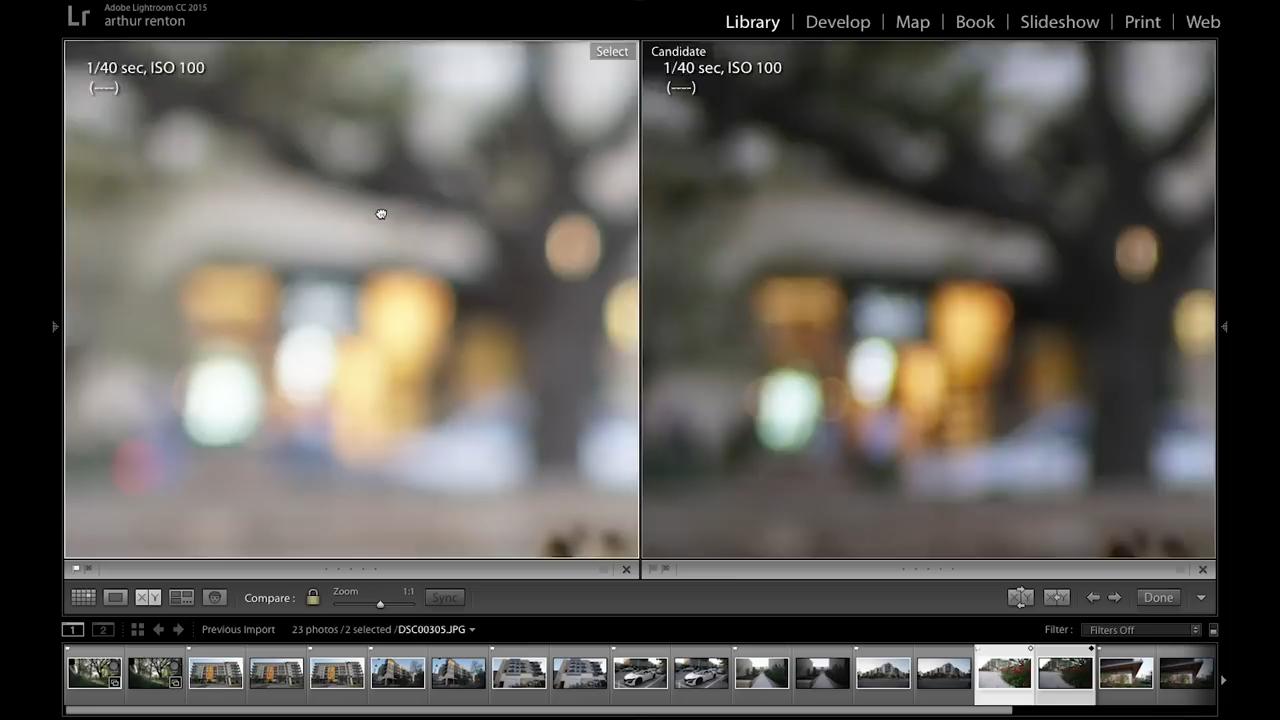 Lr Adobe Lightroom CC 2015
arthur renton
Library | Develop | Map | Book | Slideshow | Print | Web
Select
1/40 sec, ISO 100
(----)
Candidate
1/40 sec, ISO 100
(----)
Compare : Zoom 1:1 Sync
X Y
Done
1 2 Previous Import 23 photos /2 selected /DSC00305.JPG Filter : Filters Off